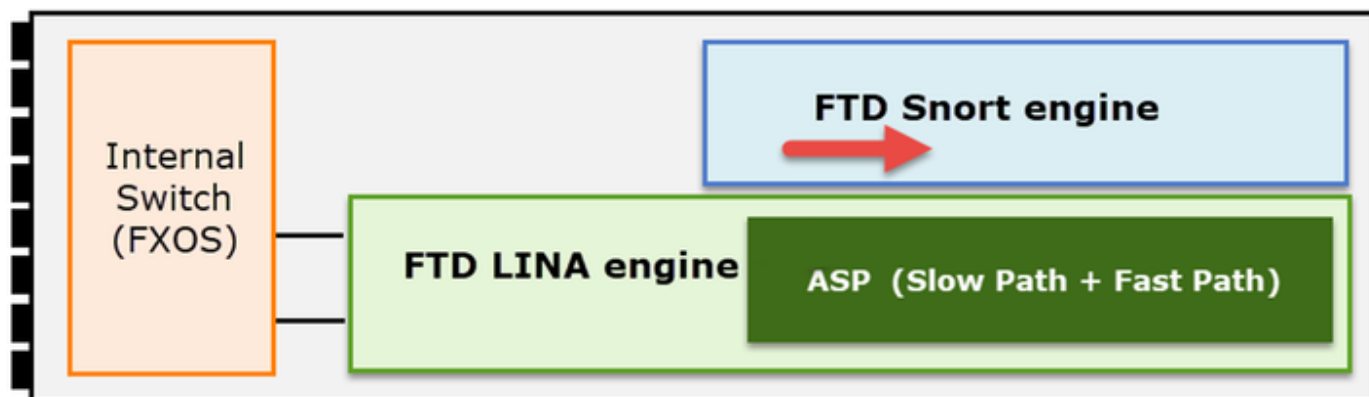 Internal
Switch
(FXOS)
FTD Snort engine
FTD LINA engine
ASP (Slow Path + Fast Path)